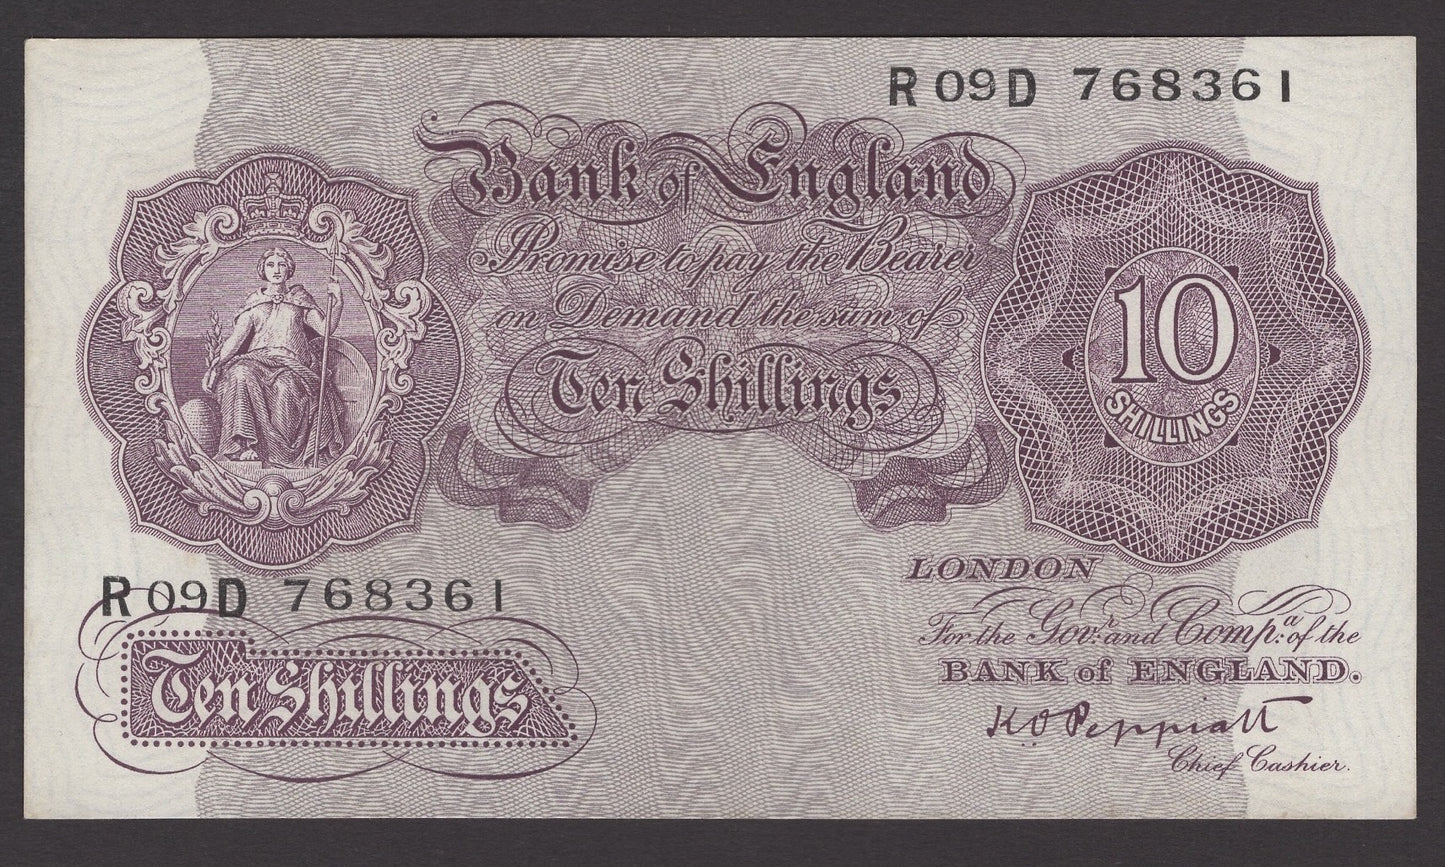 R09D 768361
Bank of England
Promise to pay the Bearer
on Demand the sum of
Ten Shillings
10
SHILLINGS
R09D 768361
Ten Shillings
LONDON
For the Govr. and Compa. of the
BANK of ENGLAND.
K O Peppiatt
Chief Cashier.